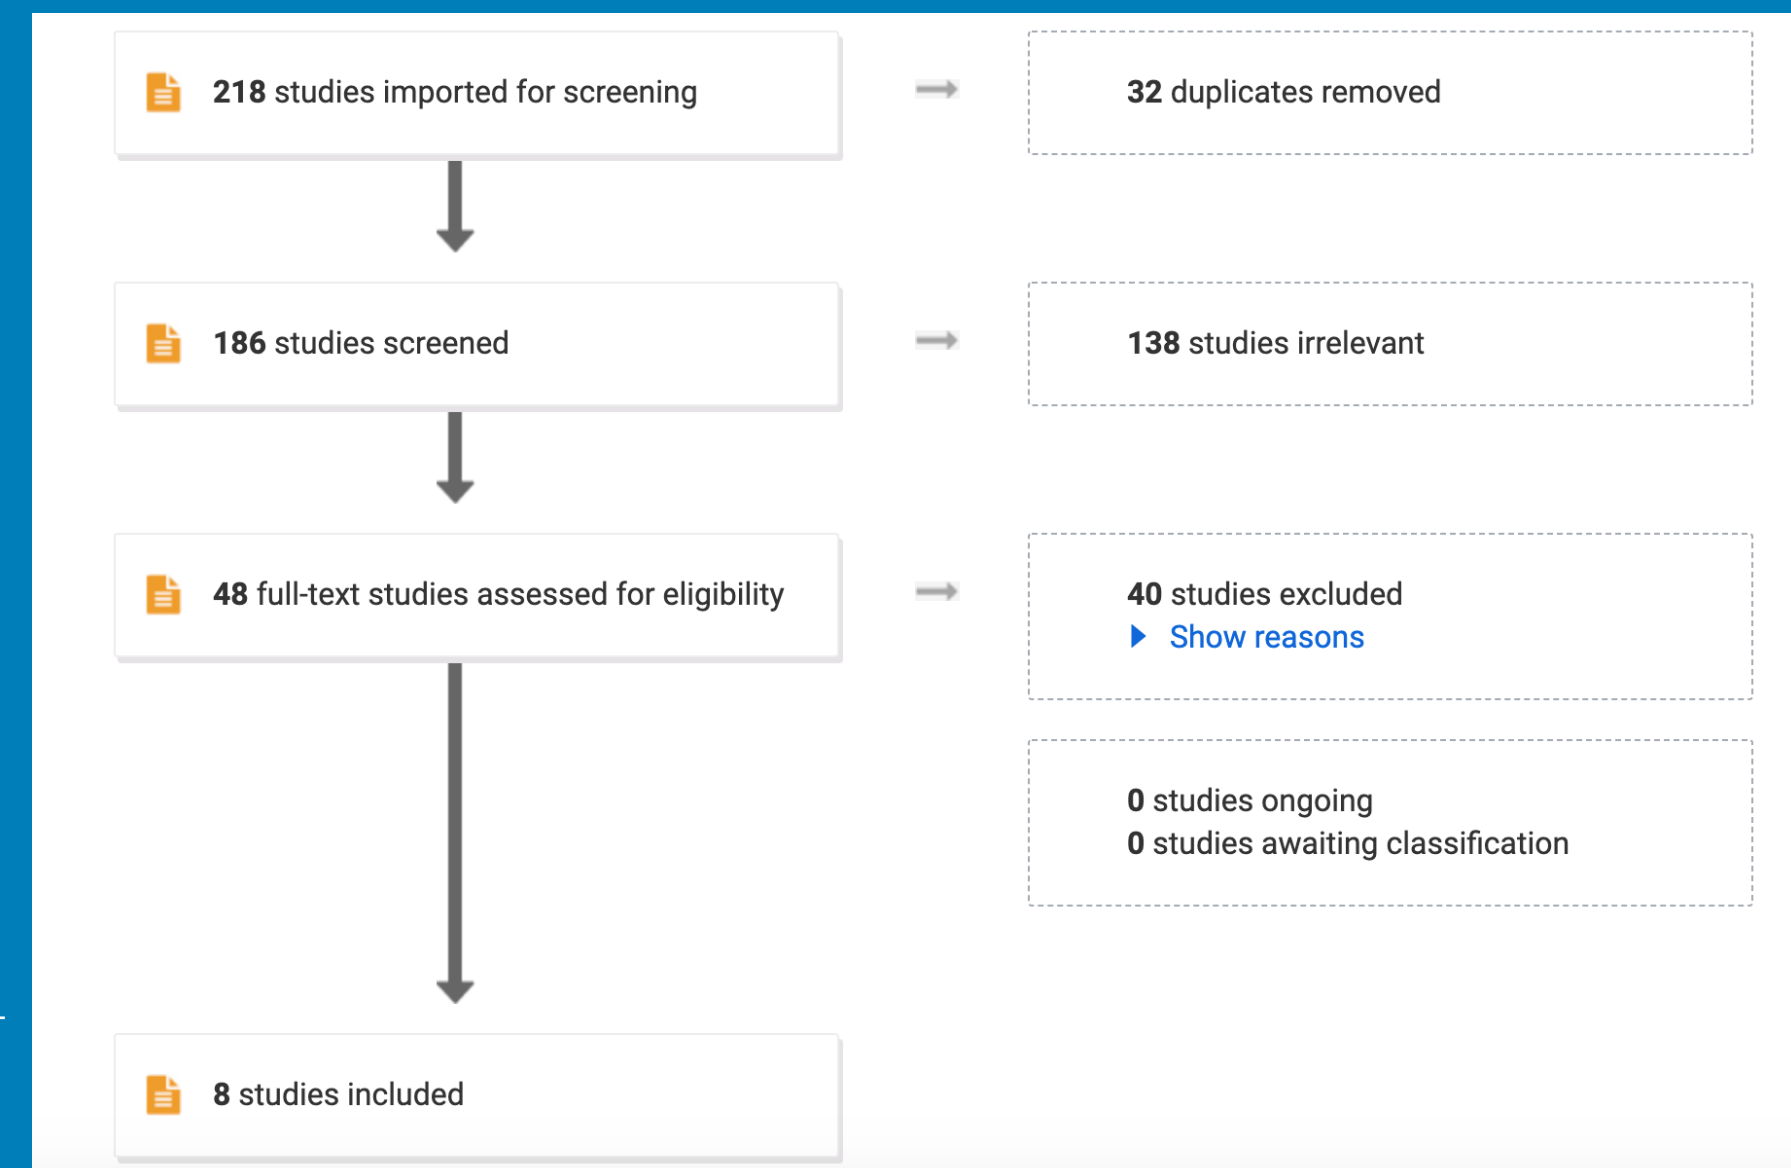 218 studies imported for screening
32 duplicates removed
186 studies screened
138 studies irrelevant
48 full-text studies assessed for eligibility
40 studies excluded
Show reasons
0 studies ongoing
0 studies awaiting classification
8 studies included